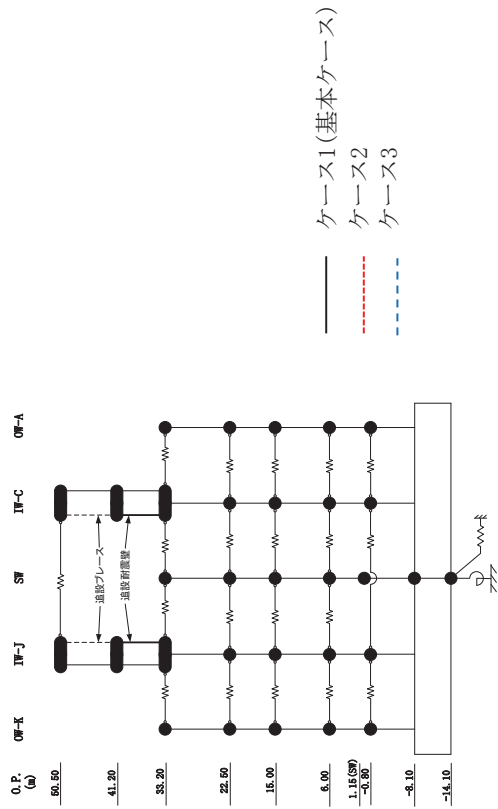 O.P.
(m)
OW-K
IW-J
SW
IW-C
OW-A
50.50
41.20
33.20
22.50
15.00
6.00
1.15(SW)
-0.80
-8.10
-14.10
追設ブレース
追設耐震壁
ケース1(基本ケース)
ケース2
ケース3